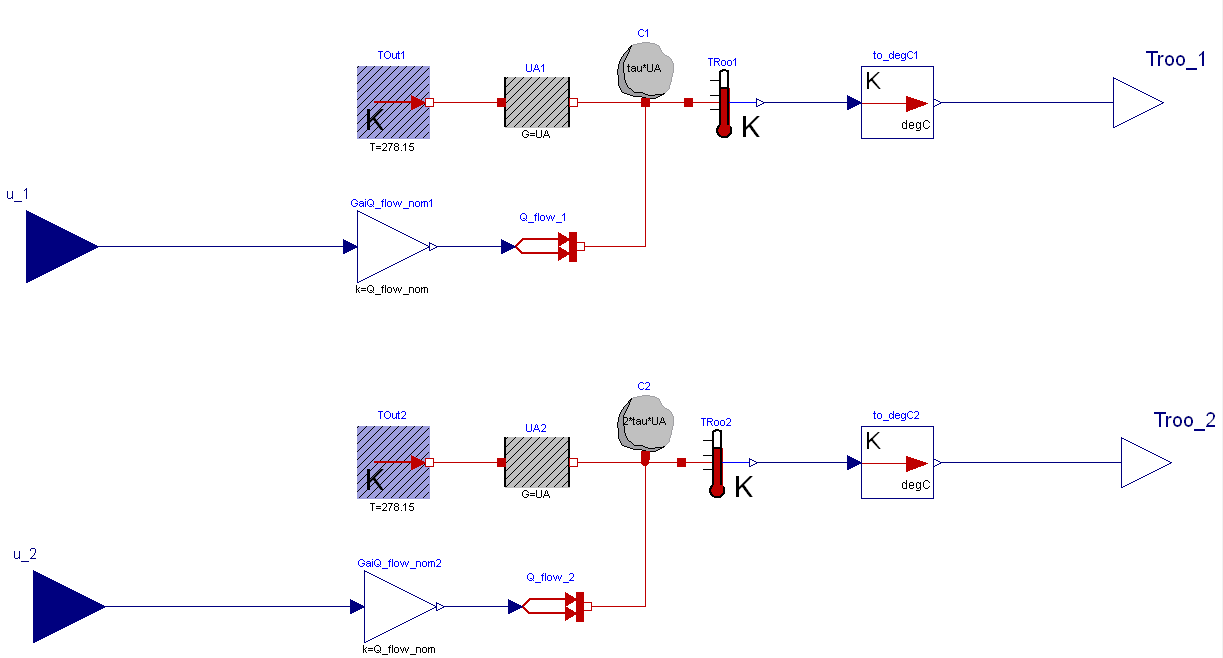 C1
Troo_1
TOut1
to_degC1
TRoo1
UA1
tau*UA
K
K
K
degC
G=UA
T=278.15
u_1
GaiQ_flow_nom1
Q_flow_1
k=Q_flow_nom
C2
TOut2
to_degC2
Troo_2
2*tau*UA
TRoo2
UA2
K
K
K
degC
G=UA
T=278.15
u_2
GaiQ_flow_nom2
Q_flow_2
k=Q_flow_nom